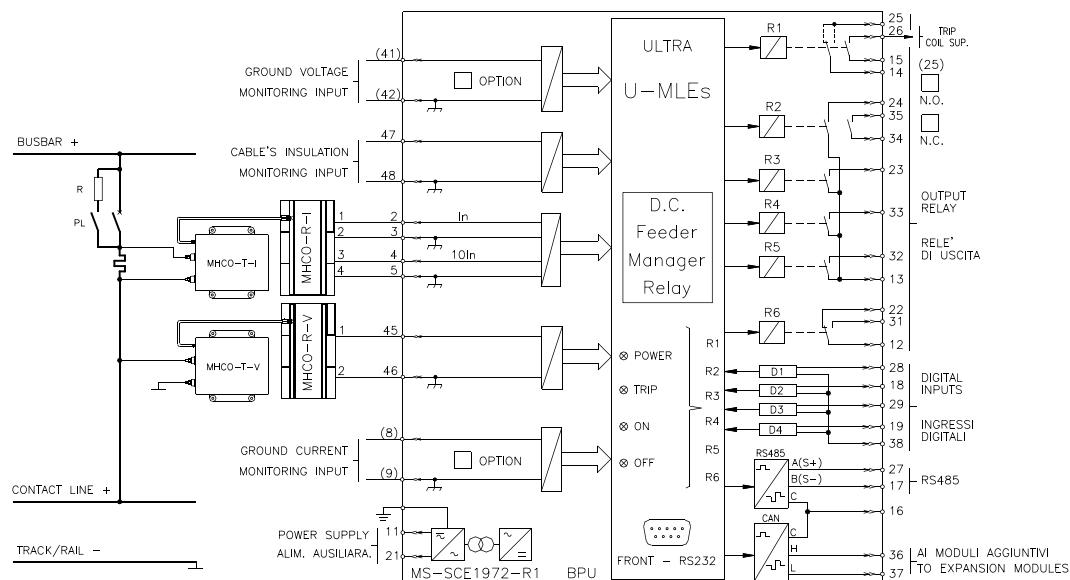 GROUND VOLTAGE
MONITORING INPUT
(41)
(42)
OPTION
CABLE'S INSULATION
MONITORING INPUT
47
48
BUSBAR +
R
PL
MHCO-T-I
MHCO-R-I
1 2 In
2 3
3 4 10In
4 5
MHCO-T-V
MHCO-R-V
1 45
2 46
GROUND CURRENT
MONITORING INPUT
(8)
(9)
OPTION
CONTACT LINE +
TRACK/RAIL -
POWER SUPPLY
ALIM. AUSILIARA.
11
21
MS-SCE1972-R1 BPU
ULTRA
U-MLEs
D.C.
Feeder
Manager
Relay
POWER
TRIP
ON
OFF
R1
R2
R3
R4
R5
R6
FRONT - RS232
R1
R2
R3
R4
R5
R6
D1
D2
D3
D4
RS485
A(S+)
B(S-)
C
CAN
C
H
L
25
26
15
14
24
35
34
23
33
32
13
22
31
12
28
18
29
19
38
27
17
16
36
37
TRIP
COIL SUP.
(25)
N.O.
N.C.
OUTPUT
RELAY
RELE'
DI USCITA
DIGITAL
INPUTS
INGRESSI
DIGITALI
RS485
AI MODULI AGGIUNTIVI
TO EXPANSION MODULES